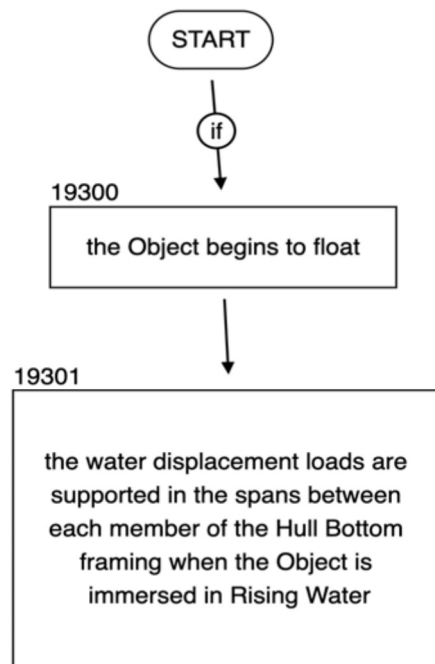 START
if
19300
the Object begins to float
19301
the water displacement loads are
supported in the spans between
each member of the Hull Bottom
framing when the Object is
immersed in Rising Water